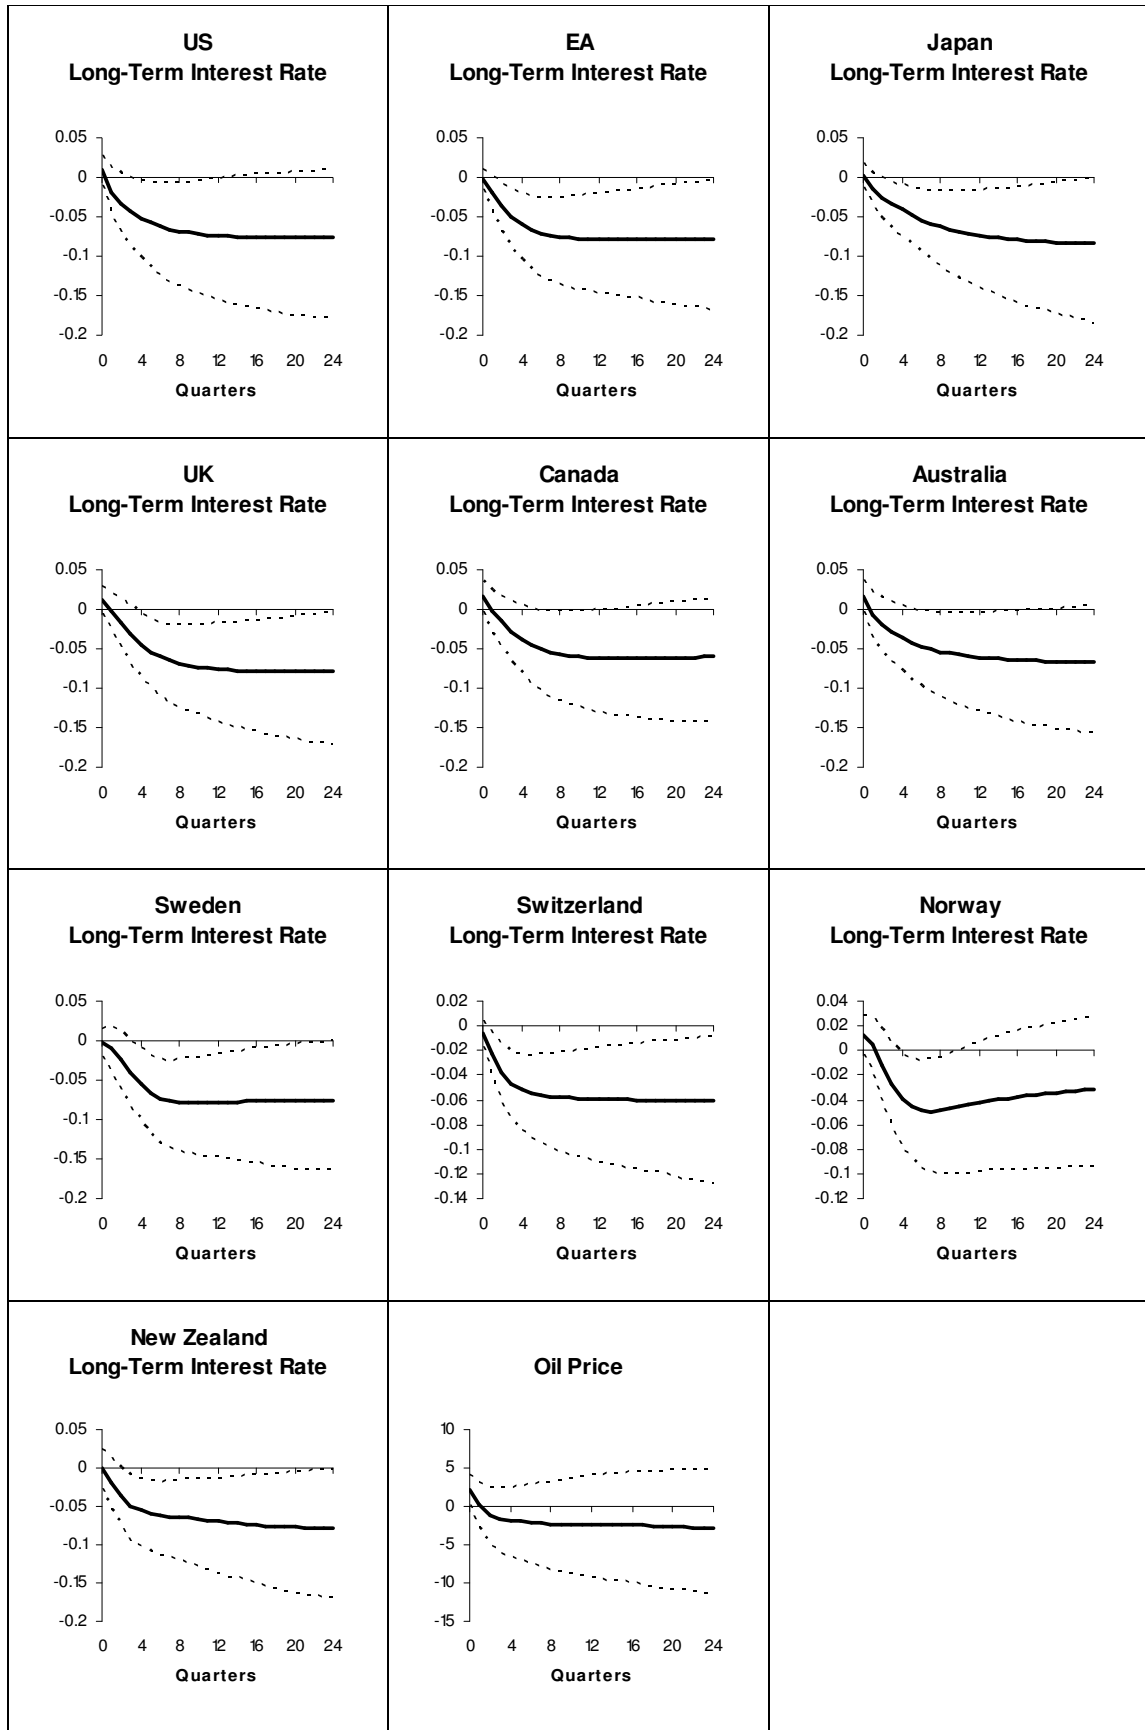 US
Long-Term Interest Rate
0.05
0
-0.05
-0.1
-0.15
-0.2
0 4 8 12 16 20 24
Quarters
EA
Long-Term Interest Rate
0.05
0
-0.05
-0.1
-0.15
-0.2
0 4 8 12 16 20 24
Quarters
Japan
Long-Term Interest Rate
0.05
0
-0.05
-0.1
-0.15
-0.2
0 4 8 12 16 20 24
Quarters
UK
Long-Term Interest Rate
0.05
0
-0.05
-0.1
-0.15
-0.2
0 4 8 12 16 20 24
Quarters
Canada
Long-Term Interest Rate
0.05
0
-0.05
-0.1
-0.15
-0.2
0 4 8 12 16 20 24
Quarters
Australia
Long-Term Interest Rate
0.05
0
-0.05
-0.1
-0.15
-0.2
0 4 8 12 16 20 24
Quarters
Sweden
Long-Term Interest Rate
0.05
0
-0.05
-0.1
-0.15
-0.2
0 4 8 12 16 20 24
Quarters
Switzerland
Long-Term Interest Rate
0.02
0
-0.02
-0.04
-0.06
-0.08
-0.1
-0.12
-0.14
0 4 8 12 16 20 24
Quarters
Norway
Long-Term Interest Rate
0.04
0.02
0
-0.02
-0.04
-0.06
-0.08
-0.1
-0.12
0 4 8 12 16 20 24
Quarters
New Zealand
Long-Term Interest Rate
0.05
0
-0.05
-0.1
-0.15
-0.2
0 4 8 12 16 20 24
Quarters
Oil Price
10
5
0
-5
-10
-15
0 4 8 12 16 20 24
Quarters